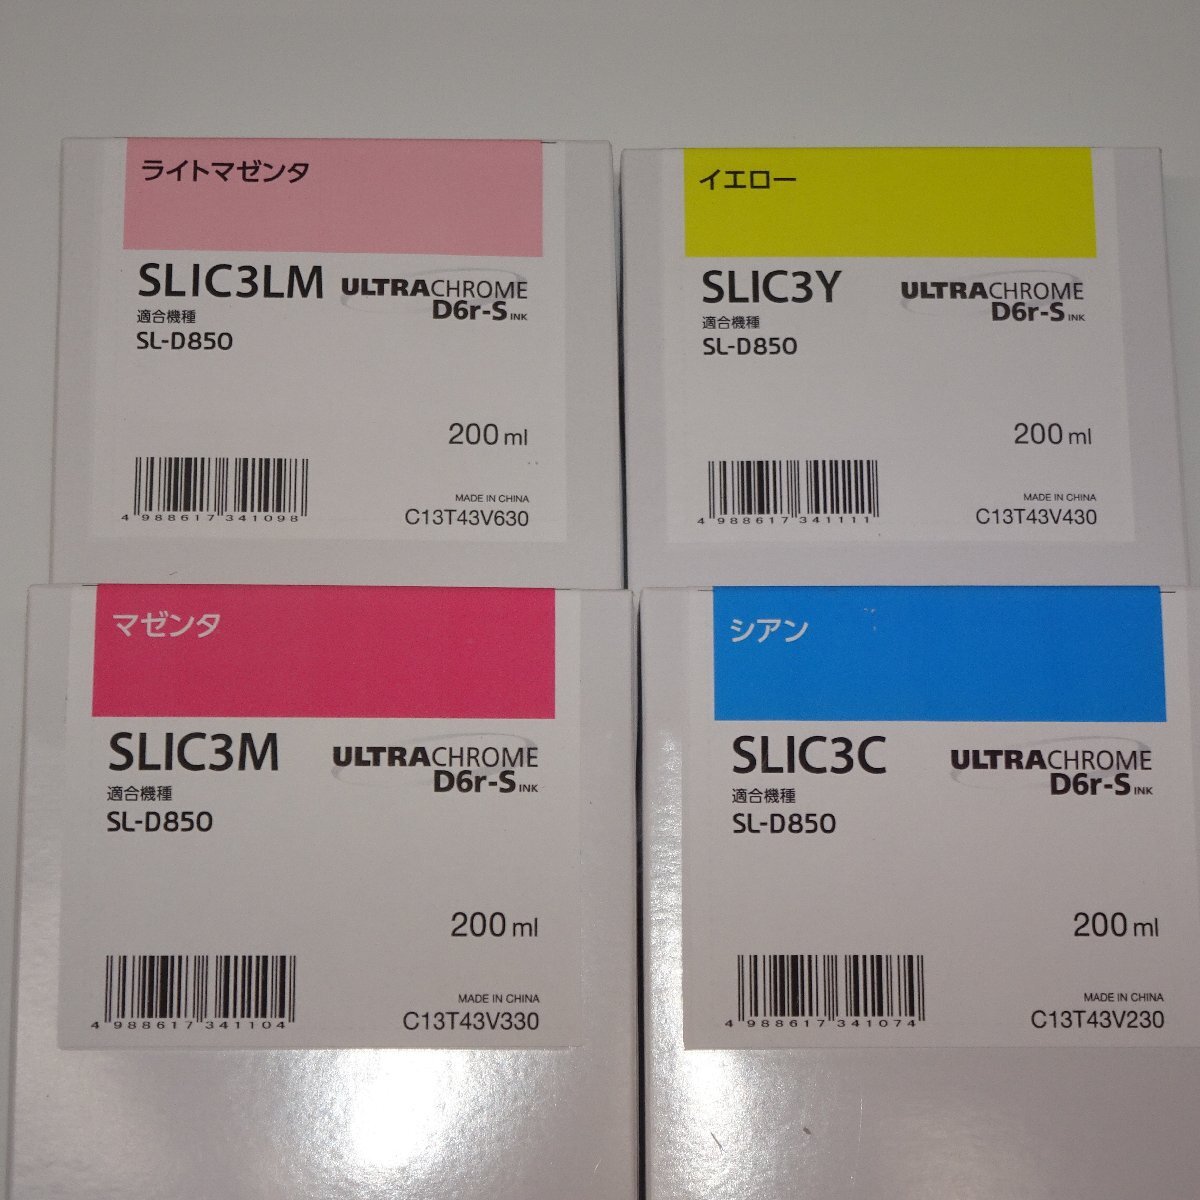 ライトマゼンタ
SLIC3LM
ULTRACHROME
D6r-S INK
適合機種
SL-D850
200 ml
MADE IN CHINA
4 988617 341098
C13T43V630
イエロー
SLIC3Y
ULTRACHROME
D6r-S INK
適合機種
SL-D850
200 ml
MADE IN CHINA
4 988617 341111
C13T43V430
マゼンタ
SLIC3M
ULTRACHROME
D6r-S INK
適合機種
SL-D850
200 ml
MADE IN CHINA
4 988617 341104
C13T43V330
シアン
SLIC3C
ULTRACHROME
D6r-S INK
適合機種
SL-D850
200 ml
MADE IN CHINA
4 988617 341074
C13T43V230